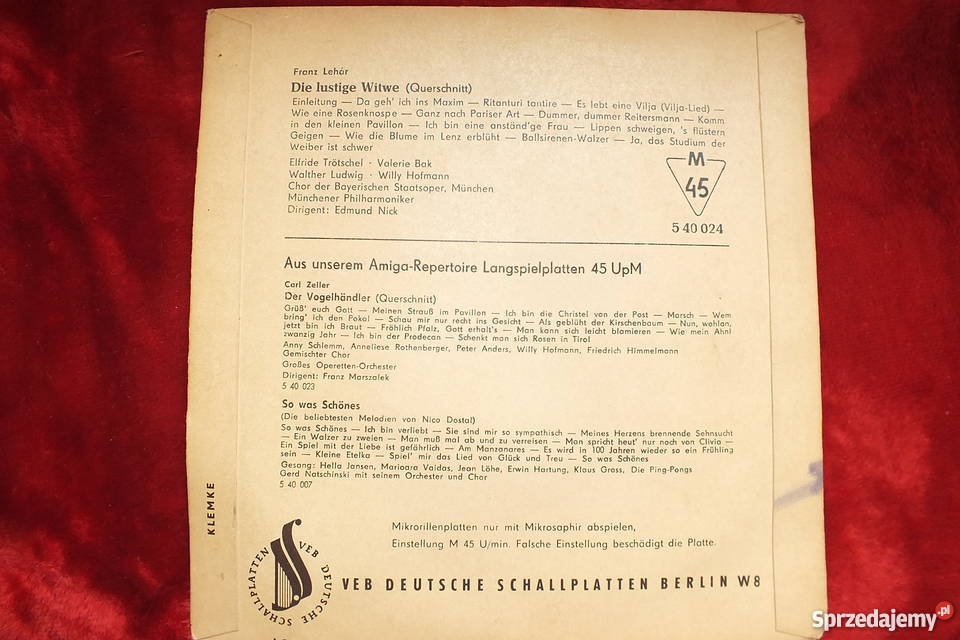 Franz Lehár
Die lustige Witwe (Querschnitt)
Einleitung — Da geh' ich ins Maxim — Ritanturi tantire — Es lebt eine Vilja (Vilja-Lied) —
Wie eine Rosenknospe — Ganz nach Pariser Art — Dummer, dummer Reitersmann — Komm
in den kleinen Pavillon — Ich bin eine anständ'ge Frau — Lippen schweigen, 's flüstern
Geigen — Wie die Blume im Lenz erblüht — Ballsirenen-Walzer — Ja, das Studium der
Weiber ist schwer
Elfride Trötschel · Valerie Bak
Walther Ludwig · Willy Hofmann
Chor der Bayerischen Staatsoper, München
Münchener Philharmoniker
Dirigent: Edmund Nick
M
45
5 40 024
Aus unserem Amiga-Repertoire Langspielplatten 45 UpM
Carl Zeller
Der Vogelhändler (Querschnitt)
Grüß' euch Gott — Meinen Strauß im Pavillon — Ich bin die Christel von der Post — Marsch — Wem
bring' ich den Pokal — Schau mir nur recht ins Gesicht — Als geblüht der Kirschenbaum — Nun, wohlan,
jetzt bin ich Braut — Fröhlich Pfalz, Gott erhalt's — Man kann sich leicht blamieren — Wie mein Ahnl
zwanzig Jahr — Ich bin der Prodecan — Schenkt man sich Rosen in Tirol
Anny Schlemm, Anneliese Rothenberger, Peter Anders, Willy Hofmann, Friedrich Himmelmann
Gemischter Chor
Großes Operetten-Orchester
Dirigent: Franz Marszalek
5 40 023
So was Schönes
(Die beliebtesten Melodien von Nico Dostal)
So was Schönes — Ich bin verliebt — Sie sind mir so sympathisch — Meines Herzens brennende Sehnsucht
— Ein Walzer zu zweien — Man muß mal ab und zu verreisen — Man spricht heut' nur noch von Clivia —
Ein Spiel mit der Liebe ist gefährlich — Am Manzanares — Es wird in 100 Jahren wieder so ein Frühling
sein — Kleine Etelka — Spiel' mir das Lied von Glück und Treu — So was Schönes
Gesang: Hella Jansen, Marioara Vaidas, Jean Löhe, Erwin Hartung, Klaus Gross, Die Ping-Pongs
Gerd Natschinski mit seinem Orchester und Chor
5 40 007
KLEMKE
Mikrorillenplatten nur mit Mikrosaphir abspielen,
Einstellung M 45 U/min. Falsche Einstellung beschädigt die Platte.
VEB DEUTSCHE SCHALLPLATTEN
VEB DEUTSCHE SCHALLPLATTEN BERLIN W8
Sprzedajemy.pl